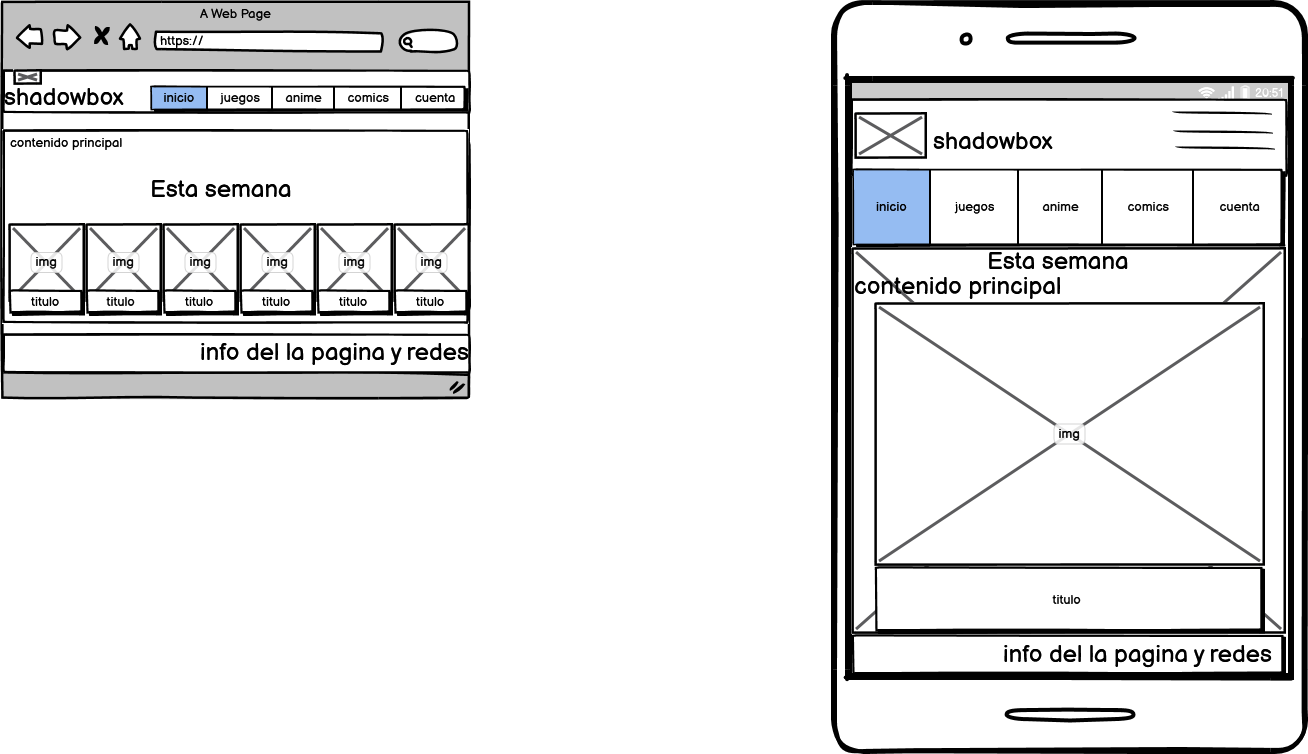 A Web Page
https://
shadowbox
inicio juegos anime comics cuenta
contenido principal
Esta semana
img img img img img img
titulo titulo titulo titulo titulo titulo
info del la pagina y redes
20:51
shadowbox
inicio juegos anime comics cuenta
Esta semana
contenido principal
img
titulo
info del la pagina y redes